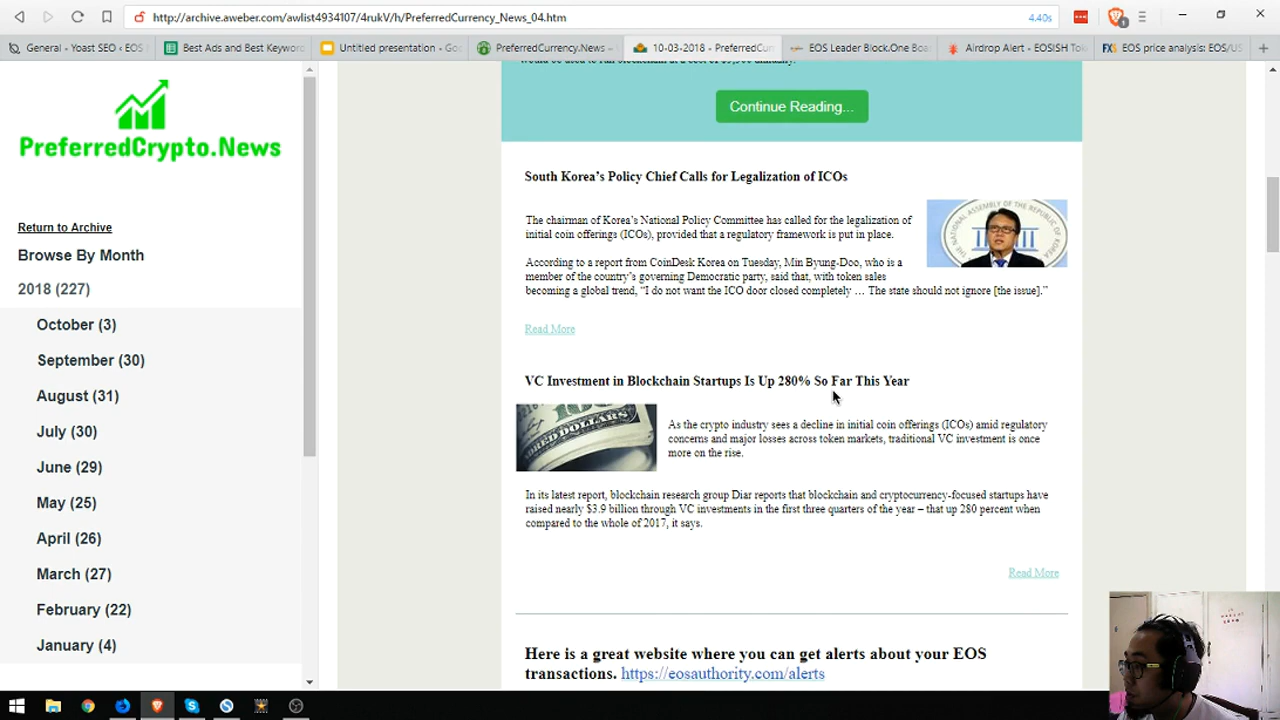 http://archive.aweber.com/awlist4934107/4rukV/h/PreferredCurrency_News_04.htm
4.40s
1
General - Yoast SEO ‹ EOS
Best Ads and Best Keywor
Untitled presentation - Go
PreferredCurrency.News –
10-03-2018 - PreferredCur
EOS Leader Block.One Boa
Airdrop Alert - EOSISH Tok
FXS
EOS price analysis: EOS/US
PreferredCrypto.News
Return to Archive
Browse By Month
2018 (227)
October (3)
September (30)
August (31)
July (30)
June (29)
May (25)
April (26)
March (27)
February (22)
January (4)
Continue Reading...
South Korea’s Policy Chief Calls for Legalization of ICOs
The chairman of Korea’s National Policy Committee has called for the legalization of
initial coin offerings (ICOs), provided that a regulatory framework is put in place.
According to a report from CoinDesk Korea on Tuesday, Min Byung-Doo, who is a
member of the country’s governing Democratic party, said that, with token sales
becoming a global trend, “I do not want the ICO door closed completely … The state should not ignore [the issue].”
Read More
VC Investment in Blockchain Startups Is Up 280% So Far This Year
As the crypto industry sees a decline in initial coin offerings (ICOs) amid regulatory
concerns and major losses across token markets, traditional VC investment is once
more on the rise.
In its latest report, blockchain research group Diar reports that blockchain and cryptocurrency-focused startups have
raised nearly $3.9 billion through VC investments in the first three quarters of the year – that up 280 percent when
compared to the whole of 2017, it says.
Read More
Here is a great website where you can get alerts about your EOS
transactions. https://eosauthority.com/alerts